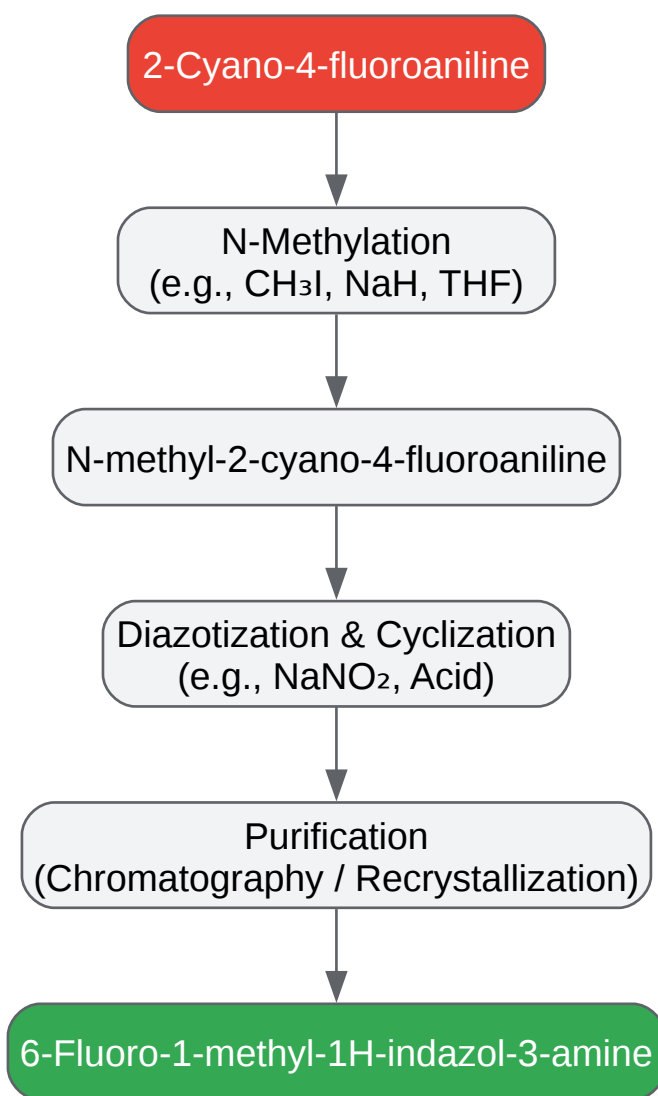 2-Cyano-4-fluoroaniline
N-Methylation
(e.g., CH₃I, NaH, THF)
N-methyl-2-cyano-4-fluoroaniline
Diazotization & Cyclization
(e.g., NaNO₂, Acid)
Purification
(Chromatography / Recrystallization)
6-Fluoro-1-methyl-1H-indazol-3-amine